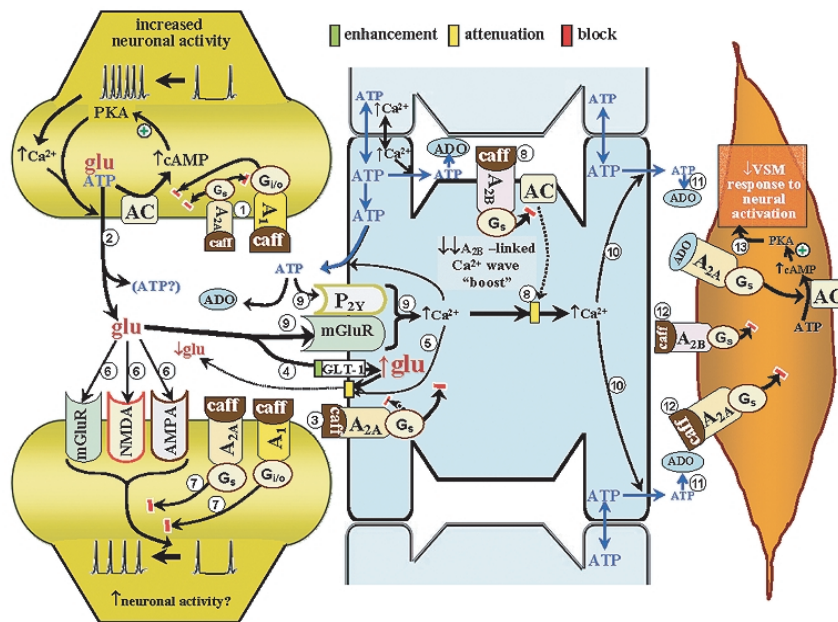 increased
neuronal activity
enhancement
attenuation
block
PKA
↑Ca²⁺
glu
ATP
↑cAMP
AC
Gs
Gi/o
A2A
A1
caff
caff
1
2
(ATP?)
glu
ATP
ADO
9
P2Y
9
mGluR
9
↓glu
4
GLT-1
↑glu
5
↑Ca²⁺
6
6
6
mGluR
NMDA
AMPA
caff
caff
A2A
A1
Gs
Gi/o
7
7
↑neuronal activity?
3
caff
A2A
Gs
ATP
↑Ca²⁺
↑Ca²⁺
ATP
ATP
ADO
ATP
caff
8
A2B
AC
Gs
↓↓A2B –linked
Ca²⁺ wave
“boost”
8
↑Ca²⁺
10
10
ATP
ATP
ATP
11
ADO
ATP
ATP
ATP
11
ADO
↓VSM
response to
neural
activation
13
PKA
↑cAMP
AC
ATP
ADO
A2A
Gs
12
caff
A2B
Gs
12
caff
A2A
Gs